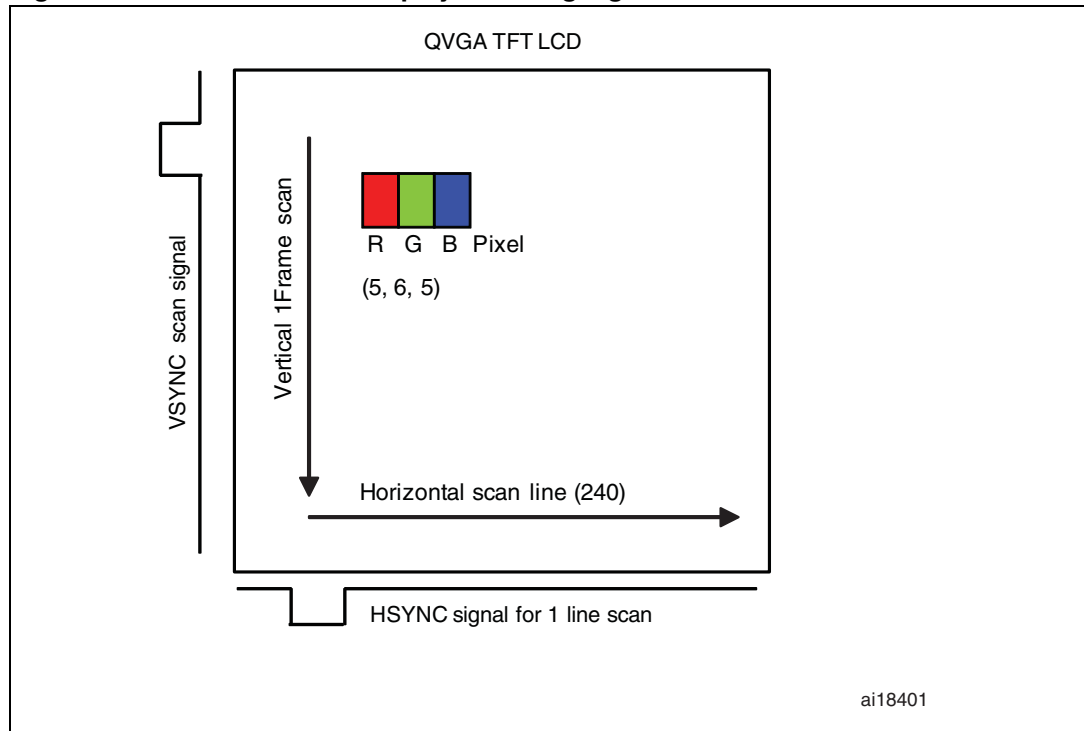 QVGA TFT LCD
VSYNC scan signal
Vertical 1Frame scan
R G B Pixel
(5, 6, 5)
Horizontal scan line (240)
HSYNC signal for 1 line scan
ai18401